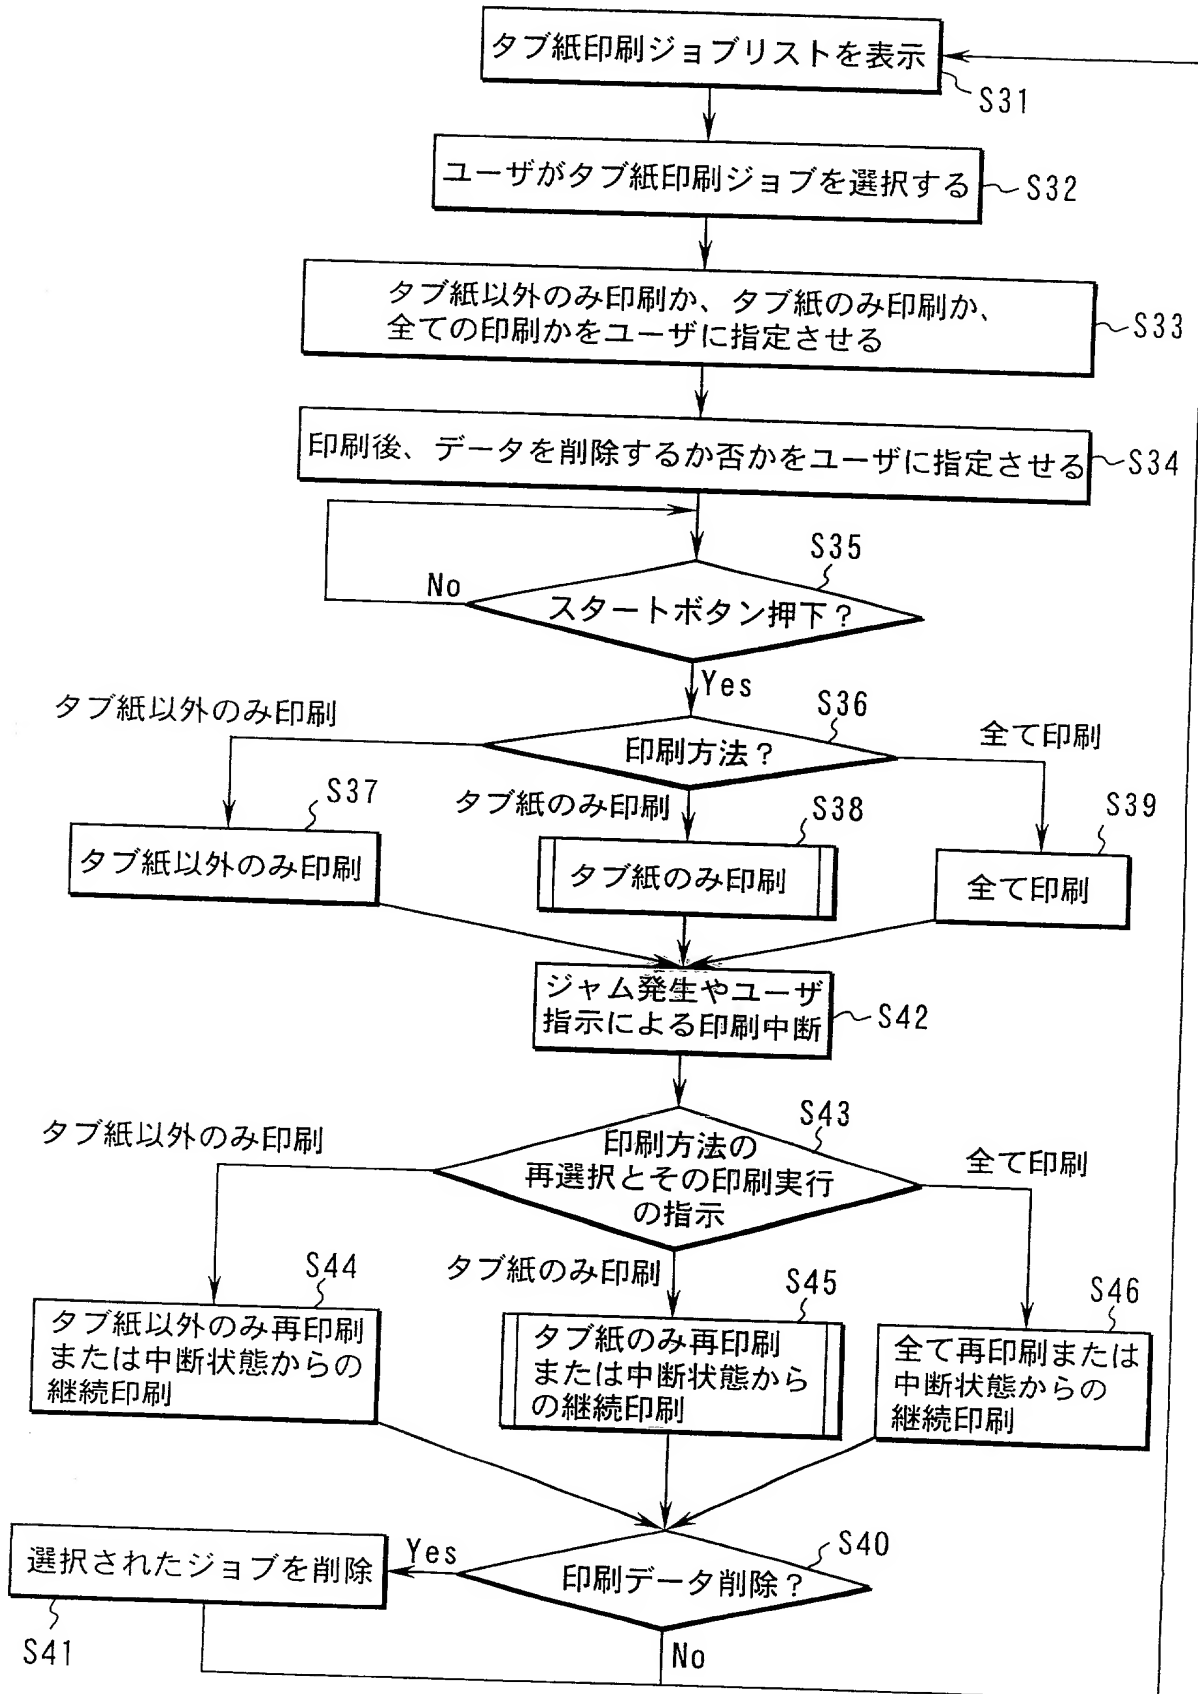 タブ紙印刷ジョブリストを表示
S31
ユーザがタブ紙印刷ジョブを選択する
S32
タブ紙以外のみ印刷か、タブ紙のみ印刷か、
全ての印刷かをユーザに指定させる
S33
印刷後、データを削除するか否かをユーザに指定させる
S34
S35
No
スタートボタン押下？
Yes
タブ紙以外のみ印刷
S36
印刷方法？
全て印刷
S37
タブ紙のみ印刷
S38
S39
タブ紙以外のみ印刷
タブ紙のみ印刷
全て印刷
ジャム発生やユーザ
指示による印刷中断
S42
タブ紙以外のみ印刷
S43
印刷方法の
再選択とその印刷実行
の指示
全て印刷
S44
タブ紙のみ印刷
S45
S46
タブ紙以外のみ再印刷
または中断状態からの
継続印刷
タブ紙のみ再印刷
または中断状態から
の継続印刷
全て再印刷または
中断状態からの
継続印刷
選択されたジョブを削除
Yes
S40
印刷データ削除？
S41
No